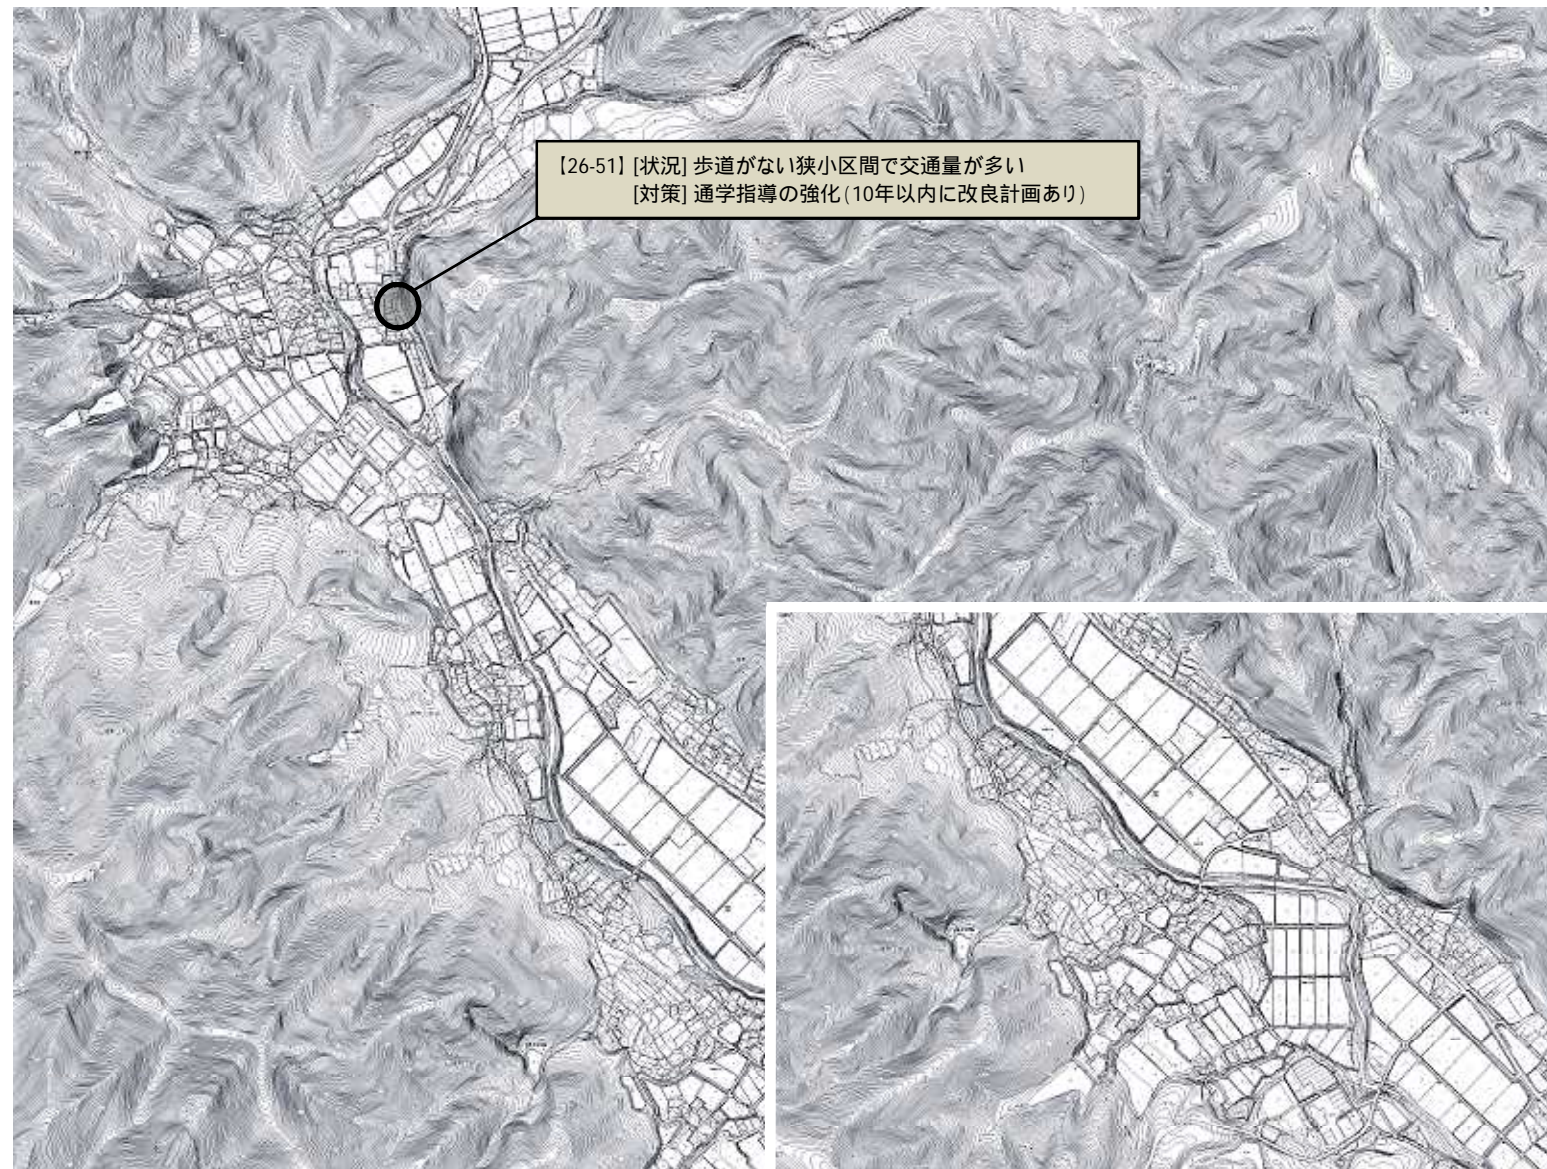 【26-51】 [状況] 歩道がない狭小区間で交通量が多い
[対策] 通学指導の強化(10年以内に改良計画あり)